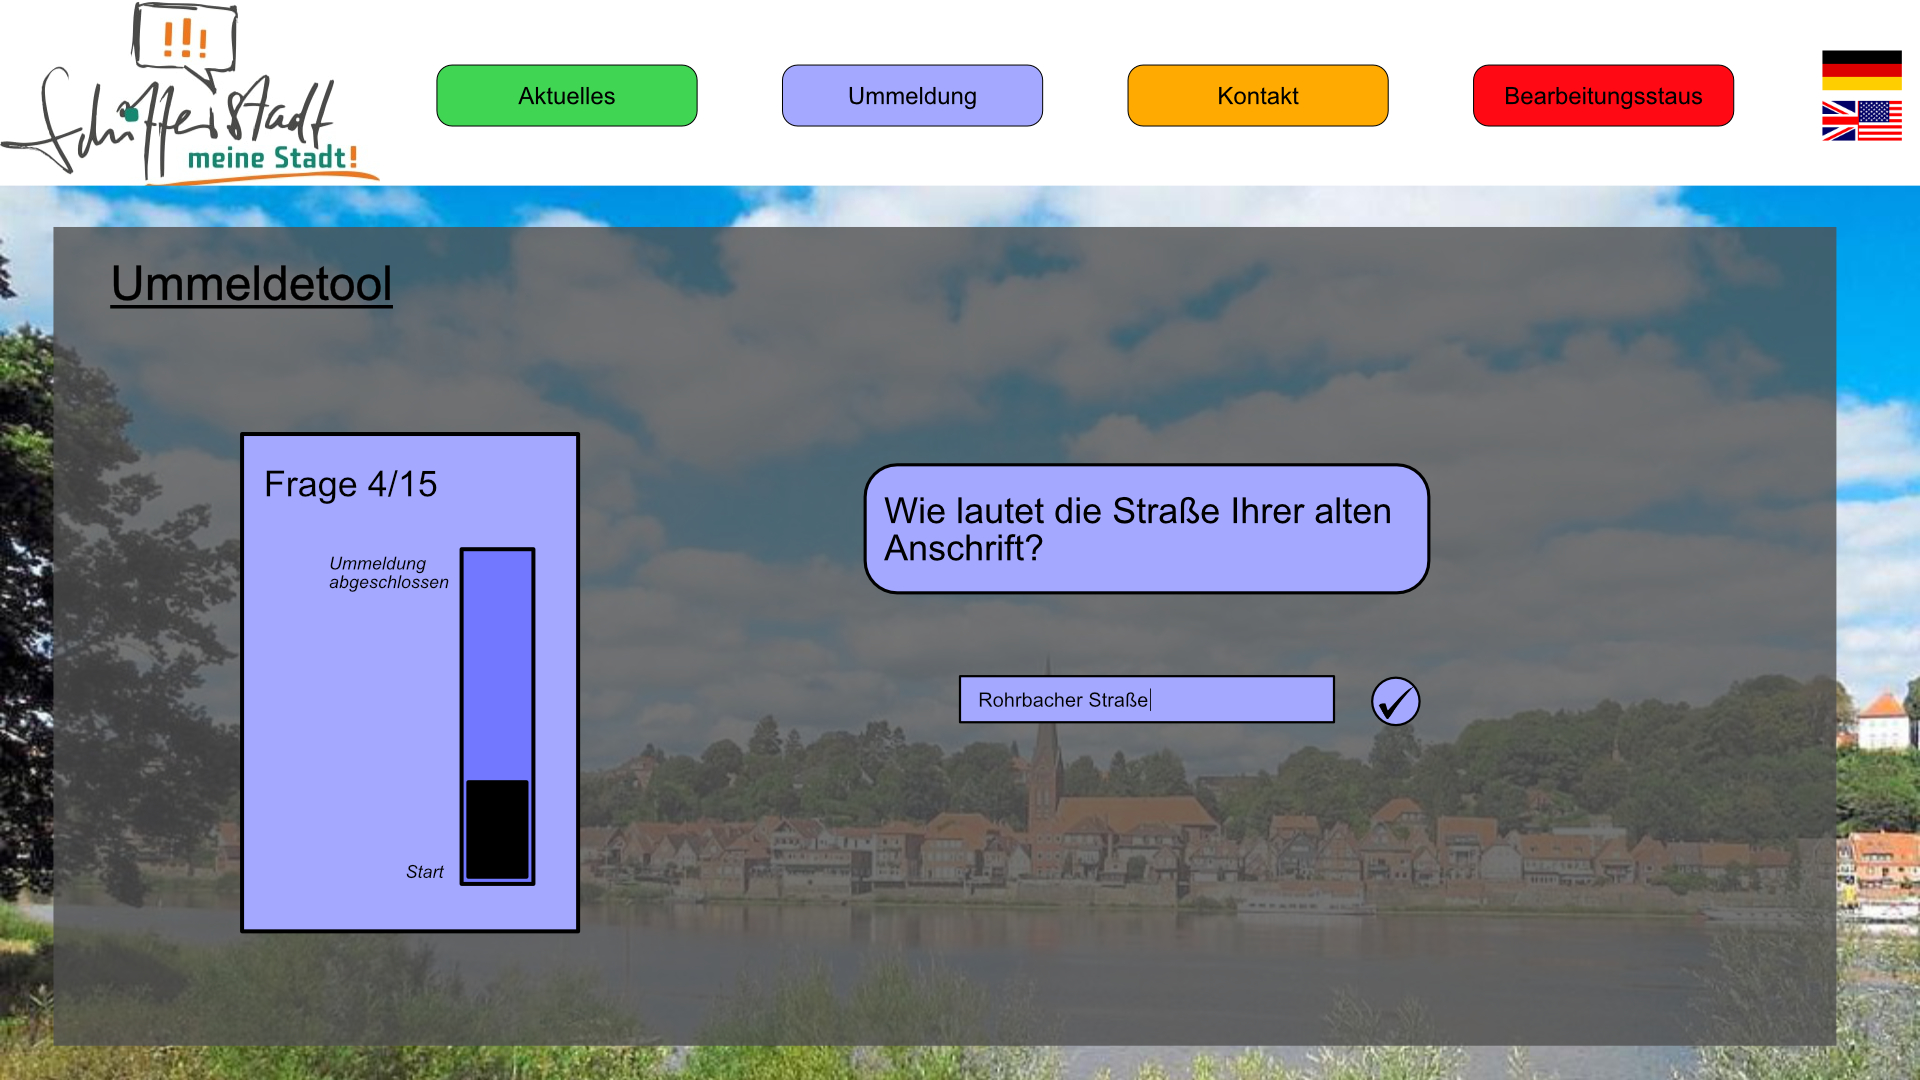 !!!
Schifferstadt
meine Stadt!
Aktuelles
Ummeldung
Kontakt
Bearbeitungsstaus
Ummeldetool
Frage 4/15
Ummeldung
abgeschlossen
Start
Wie lautet die Straße Ihrer alten
Anschrift?
Rohrbacher Straße